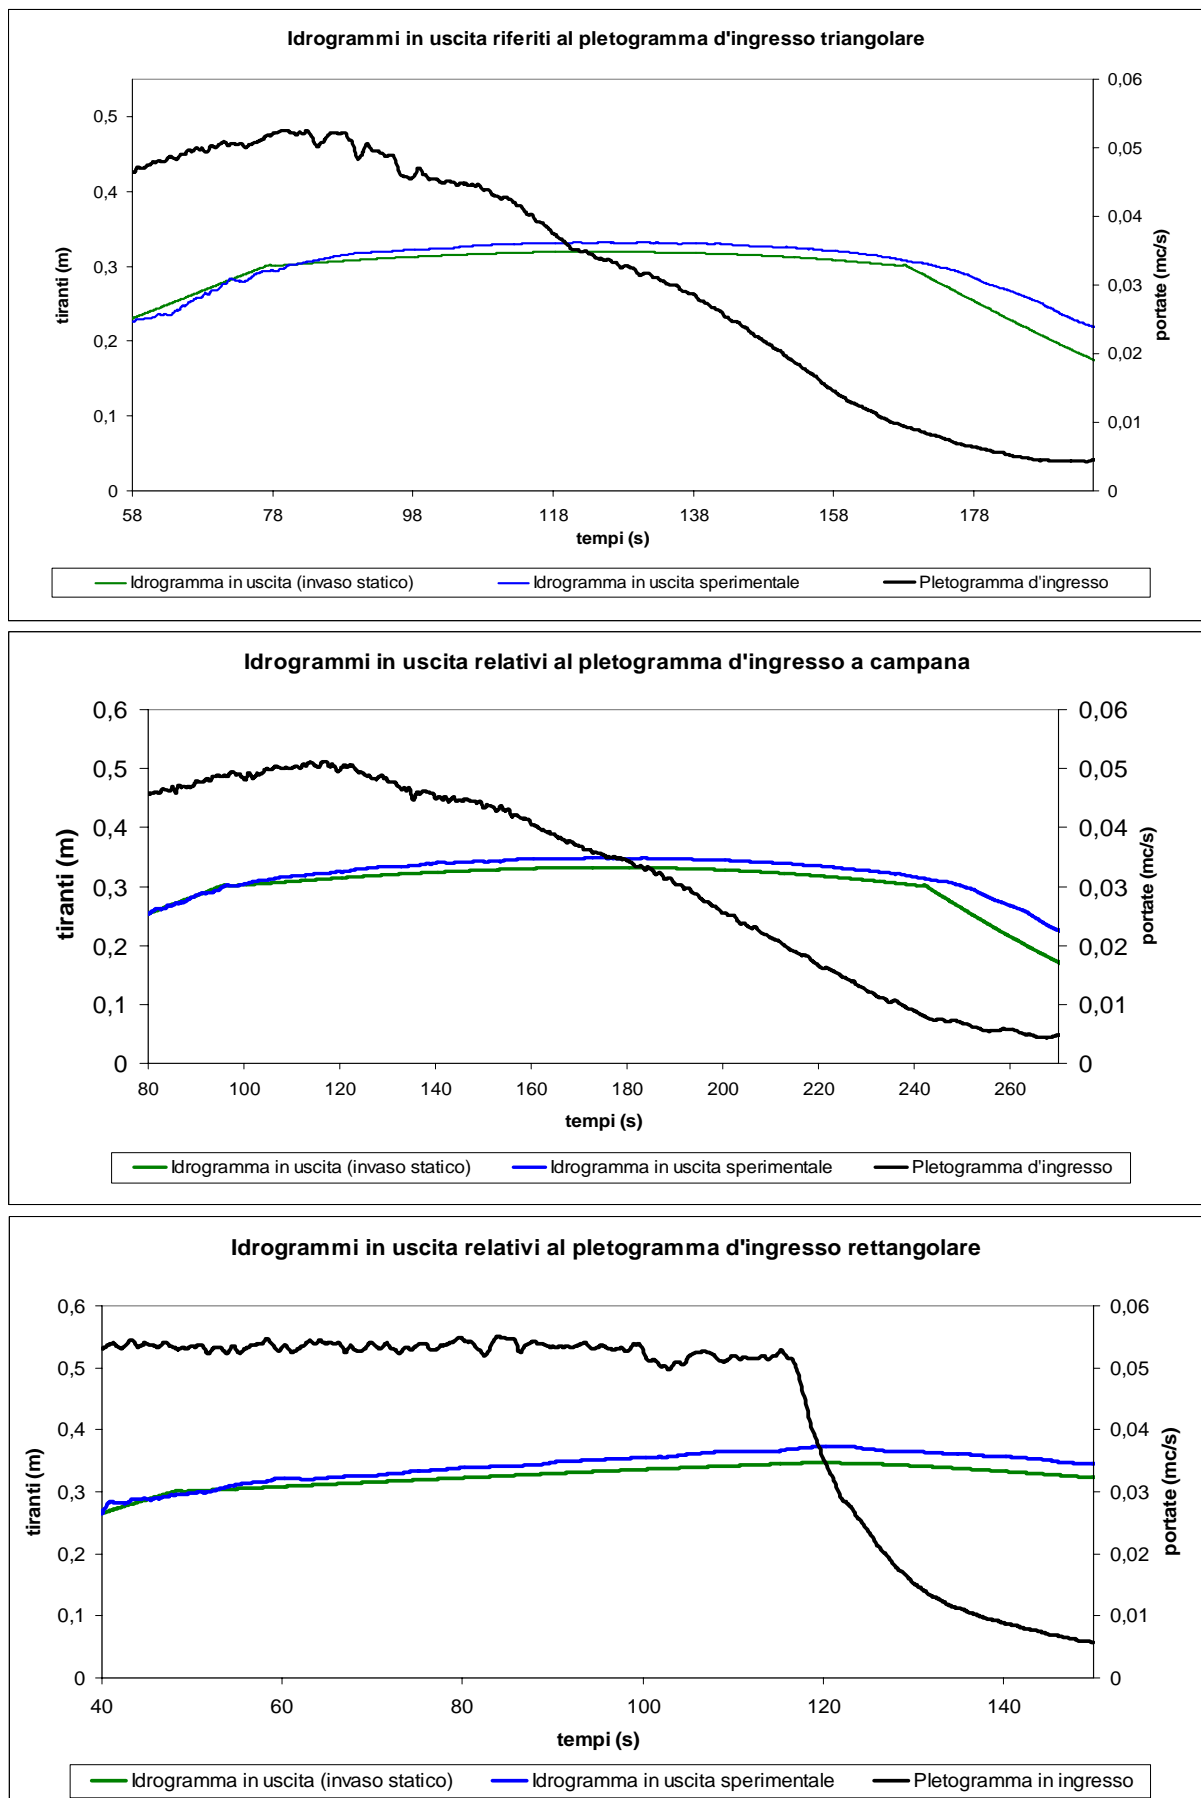 Idrogrammi in uscita riferiti al pletogramma d'ingresso triangolare
0,5
0,4
0,3
0,2
0,1
0
tiranti (m)
0,06
0,05
0,04
0,03
0,02
0,01
0
portate (mc/s)
58 78 98 118 138 158 178
tempi (s)
Idrogramma in uscita (invaso statico) Idrogramma in uscita sperimentale Pletogramma d'ingresso
Idrogrammi in uscita relativi al pletogramma d'ingresso a campana
0,6
0,5
0,4
0,3
0,2
0,1
0
tiranti (m)
0,06
0,05
0,04
0,03
0,02
0,01
0
portate (mc/s)
80 100 120 140 160 180 200 220 240 260
tempi (s)
Idrogramma in uscita (invaso statico) Idrogramma in uscita sperimentale Pletogramma d'ingresso
Idrogrammi in uscita relativi al pletogramma d'ingresso rettangolare
0,6
0,5
0,4
0,3
0,2
0,1
0
tiranti (m)
0,06
0,05
0,04
0,03
0,02
0,01
0
portate (mc/s)
40 60 80 100 120 140
tempi (s)
Idrogramma in uscita (invaso statico) Idrogramma in uscita sperimentale Pletogramma in ingresso